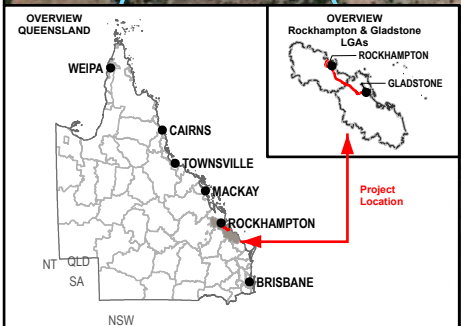 OVERVIEW
QUEENSLAND
WEIPA
CAIRNS
TOWNSVILLE
MACKAY
ROCKHAMPTON
BRISBANE
NT
QLD
SA
NSW
OVERVIEW
Rockhampton & Gladstone
LGAs
ROCKHAMPTON
GLADSTONE
Project
Location